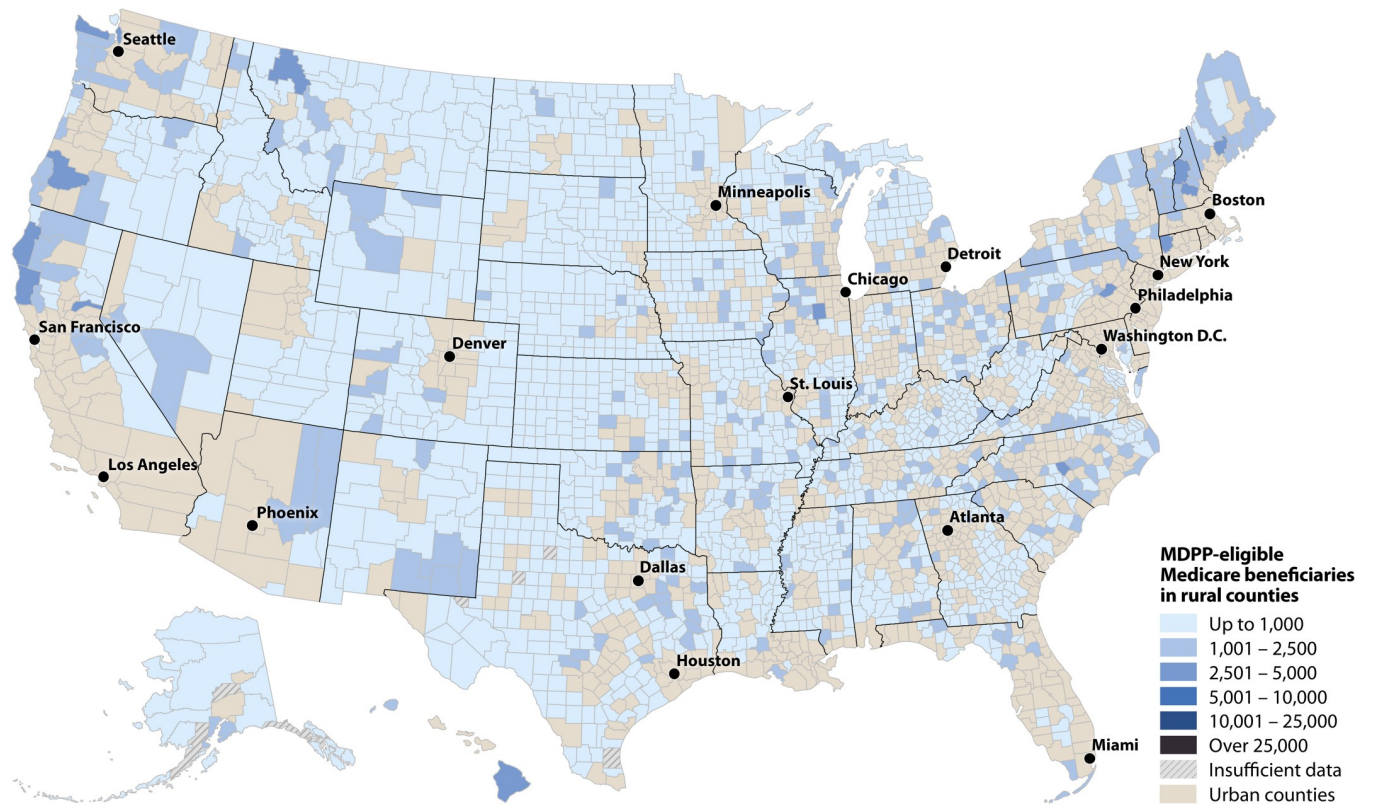 Seattle
Minneapolis
Boston
Detroit
New York
Chicago
Philadelphia
San Francisco
Washington D.C.
Denver
St. Louis
Los Angeles
Phoenix
Atlanta
Dallas
Houston
Miami
MDPP-eligible
Medicare beneficiaries
in rural counties
Up to 1,000
1,001 – 2,500
2,501 – 5,000
5,001 – 10,000
10,001 – 25,000
Over 25,000
Insufficient data
Urban counties